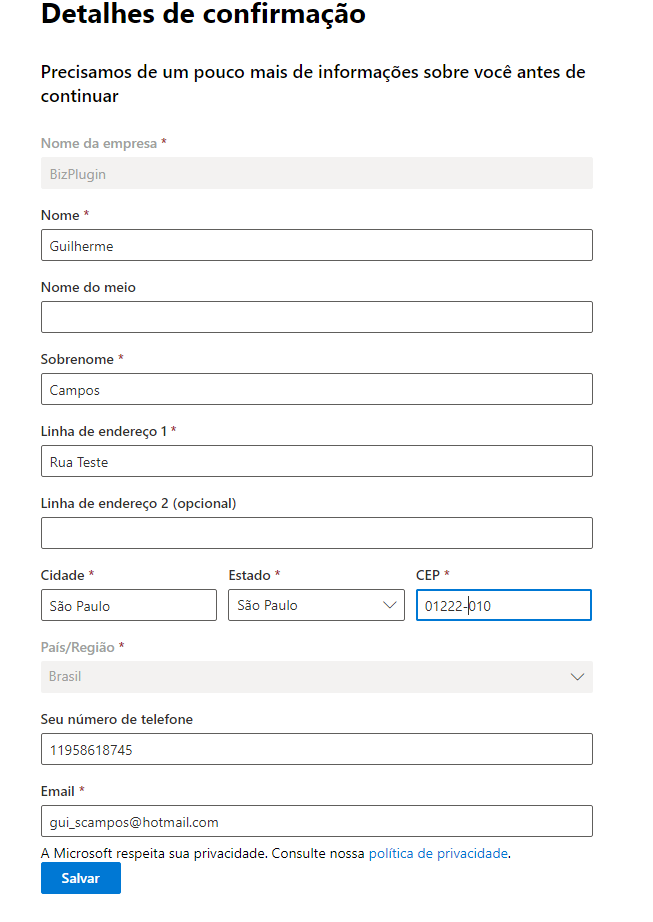 Detalhes de confirmação
Precisamos de um pouco mais de informações sobre você antes de
continuar
Nome da empresa *
BizPlugin
Nome *
Guilherme
Nome do meio
Sobrenome *
Campos
Linha de endereço 1 *
Rua Teste
Linha de endereço 2 (opcional)
Cidade * Estado * CEP *
São Paulo São Paulo 01222-010
País/Região *
Brasil
Seu número de telefone
11958618745
Email *
gui_scampos@hotmail.com
A Microsoft respeita sua privacidade. Consulte nossa política de privacidade.
Salvar